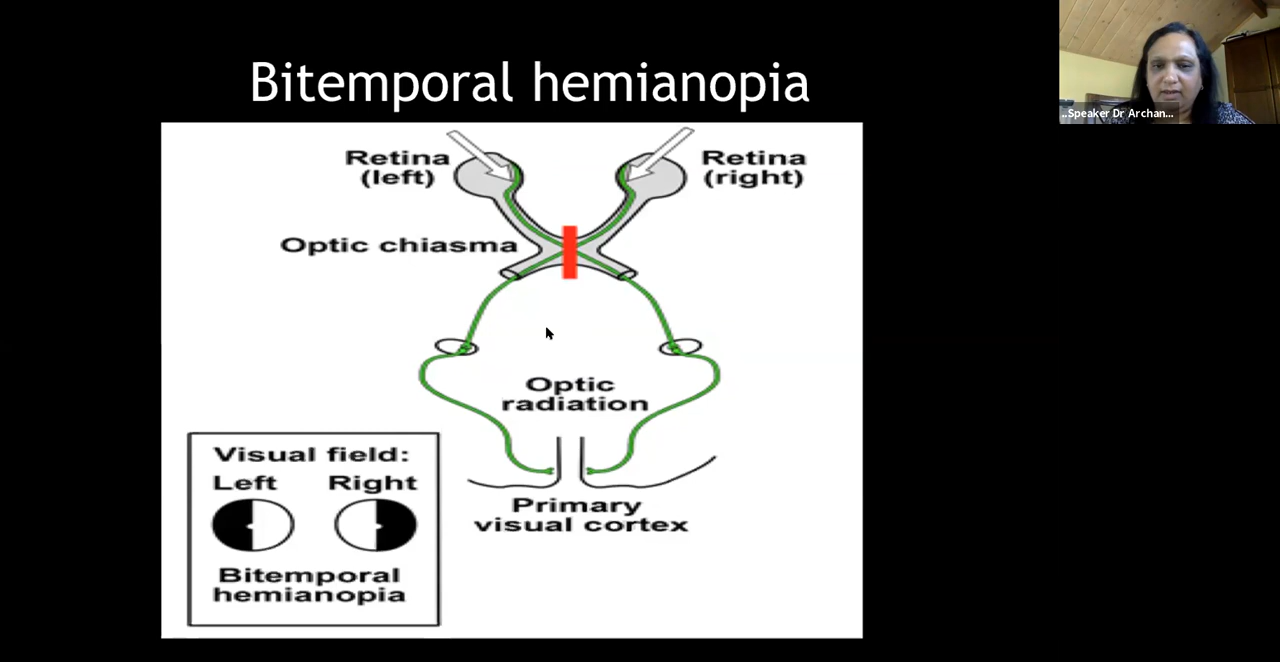 Bitemporal hemianopia
..Speaker Dr Archan...
Retina
(left)
Retina
(right)
Optic chiasma
Optic
radiation
Visual field:
Left Right
Bitemporal
hemianopia
Primary
visual cortex